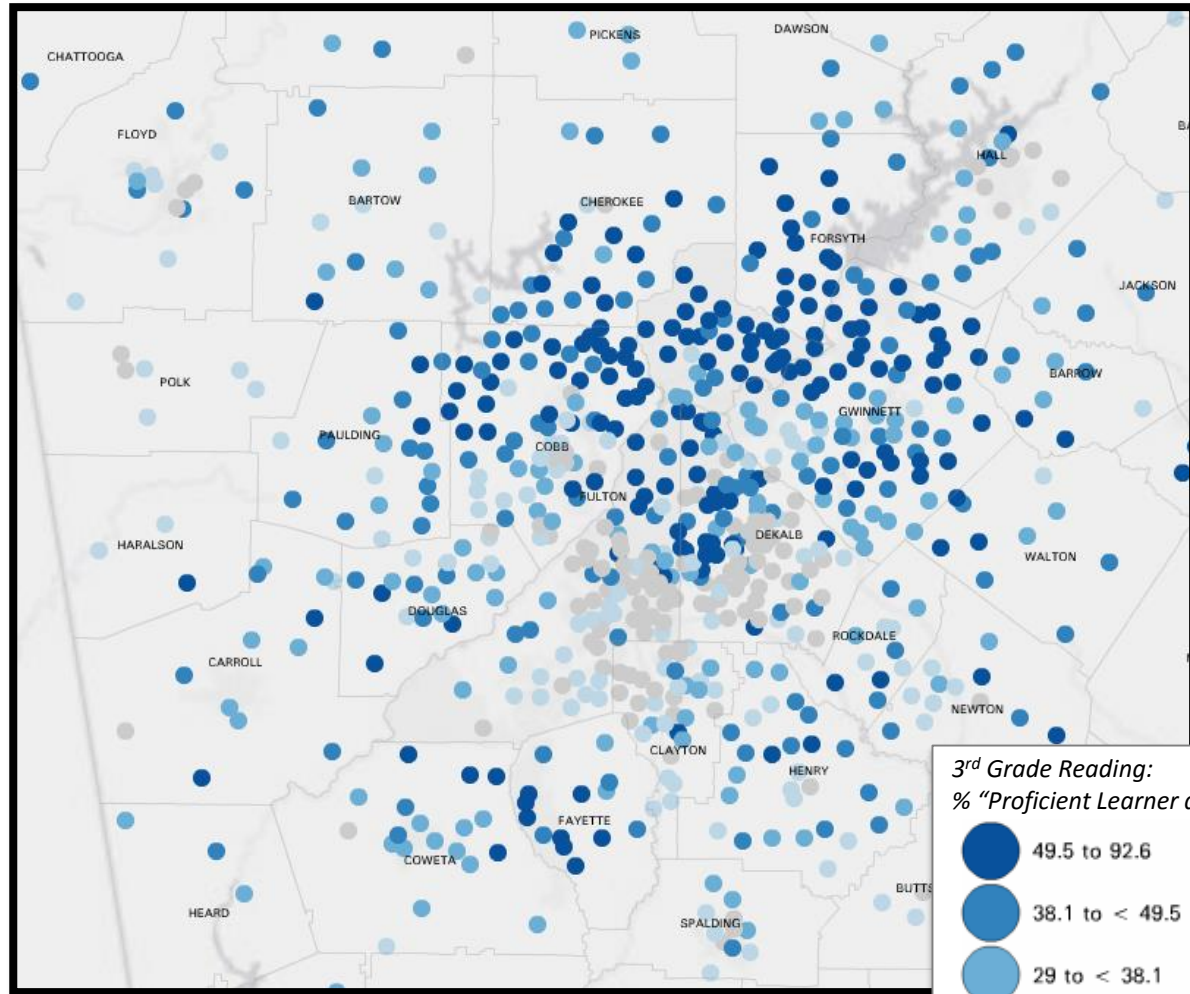 PICKENS
DAWSON
CHATTOOGA
FLOYD
HALL
BARTOW
CHEROKEE
FORSYTH
JACKSON
POLK
BARROW
GWINNETT
PAULDING
COBB
FULTON
DEKALB
HARALSON
WALTON
DOUGLAS
ROCKDALE
CARROLL
NEWTON
CLAYTON
HENRY
FAYETTE
COWETA
HEARD
SPALDING
BUTTS
3rd Grade Reading:
% “Proficient Learner
49.5 to 92.6
38.1 to < 49.5
29 to < 38.1